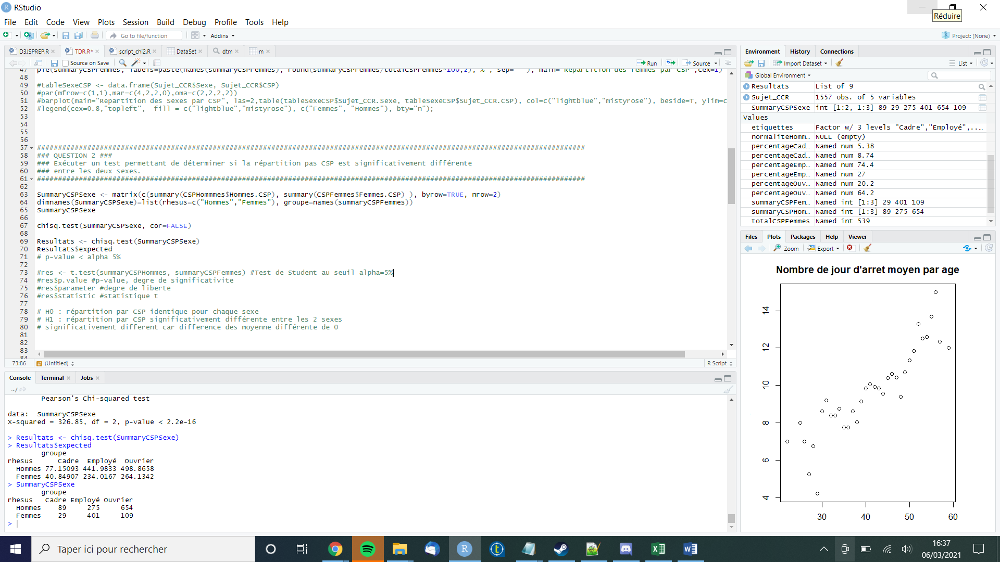 RStudio
Réduire
File Edit Code View Plots Session Build Debug Profile Tools Help
Go to file/function Addins Project: (None)
D3JSPREP.R TDR.R* script_chi2.R DataSet dtm m
Source on Save Run Source
47 pie(SummaryCSPFemmes, labels=paste(names(summaryCSPFemmes), round(summaryCSPFemmes/totalCSPFemmes*100,2),"%", sep=" "), main="Repartition des femmes par CSP",cex=1)
48
49 #tableSexeCSP <- data.frame(Sujet_CCR$Sexe, Sujet_CCR$CSP)
50 #par(mfrow=c(1,1),mar=c(4,2,2,0),oma=c(2,2,2,2))
51 #barplot(main="Repartition des Sexes par CSP", las=2,table(tableSexeCSP$Sujet_CCR.Sexe, tableSexeCSP$Sujet_CCR.CSP), col=c("lightblue","mistyrose"), beside=T, ylim=c
52 #legend(cex=0.8,"topleft",  fill = c("lightblue","mistyrose"), c("Femmes", "Hommes"), bty="n");
53
54
55
56
57 ###################################################################################################################################
58 ### QUESTION 2 ###
59 ### Exécuter un test permettant de déterminer si la répartition pas CSP est significativement différente
60 ### entre les deux sexes.
61 ###################################################################################################################################
62
63 SummaryCSPSexe <- matrix(c(summary(CSPHommmes$Hommes.CSP), summary(CSPFemmes$Femmes.CSP) ), byrow=TRUE, nrow=2)
64 dimnames(SummaryCSPSexe)=list(rhesus=c("Hommes","Femmes"), groupe=names(summaryCSPFemmes))
65 SummaryCSPSexe
66
67 chisq.test(SummaryCSPSexe, cor=FALSE)
68
69 Resultats <- chisq.test(SummaryCSPSexe)
70 Resultats$expected
71 # p-value < alpha 5%
72
73 #res <- t.test(summaryCSPHommes, summaryCSPFemmes) #Test de Student au seuil alpha=5%
74 #res$p.value #p-value, degre de significativite
75 #res$parameter #degre de liberte
76 #res$statistic #statistique t
77
78 # H0 : répartition par CSP identique pour chaque sexe
79 # H1 : répartition par CSP significativement différente entre les 2 sexes
80 # significativement different car difference des moyenne différente de 0
81
82
83
84
73:86 # (Untitled) R Script
Console Terminal Jobs
~/
Pearson's Chi-squared test
data:  SummaryCSPSexe
X-squared = 326.85, df = 2, p-value < 2.2e-16
> Resultats <- chisq.test(SummaryCSPSexe)
> Resultats$expected
groupe
rhesus Cadre Employé Ouvrier
Hommes 77.15093 441.9833 498.8658
Femmes 40.84907 234.0167 264.1342
> SummaryCSPSexe
groupe
rhesus Cadre Employé Ouvrier
Hommes 89 275 654
Femmes 29 401 109
>
Environment History Connections
Import Dataset List
Global Environment
Resultats List of 9
Sujet_CCR 1557 obs. of 5 variables
SummaryCSPSexe int [1:2, 1:3] 89 29 275 401 654 109
Values
etiquettes Factor w/ 3 levels "Cadre","Employé",..…
normaliteHomm… NULL (empty)
percentageCad… Named num 5.38
percentageCad… Named num 8.74
percentageEmp… Named num 74.4
percentageEmp… Named num 27
percentageOuv… Named num 20.2
percentageOuv… Named num 64.2
summaryCSPFem… Named int [1:3] 29 401 109
summaryCSPHom… Named int [1:3] 89 275 654
totalCSPFemmes Named int 539
Files Plots Packages Help Viewer
Zoom Export
Nombre de jour d'arret moyen par age
14
12
10
8
6
4
30 40 50 60
Taper ici pour rechercher
16:37
06/03/2021